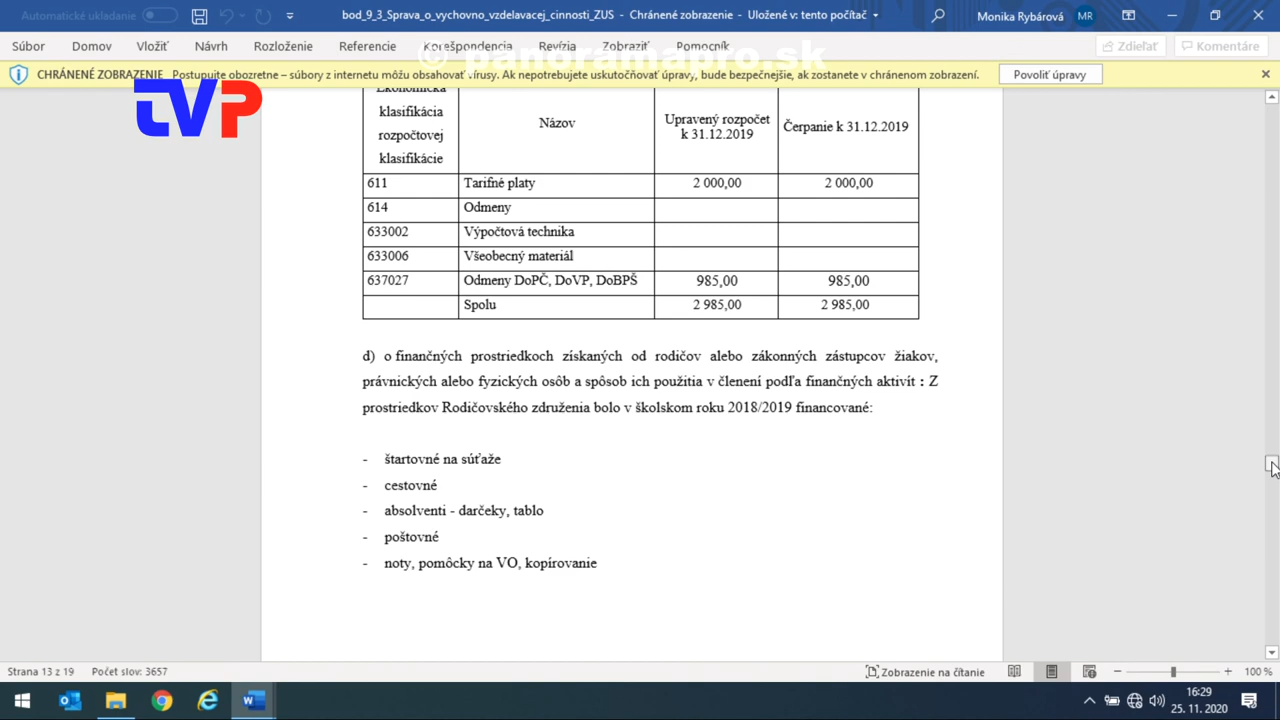 Automatické ukladanie
bod_9_3_Sprava_o_vychovno_vzdelavacej_cinnosti_ZUS - Chránené zobrazenie - Uložené v: tento počítač
Monika Rybárová
MR
Súbor Domov Vložiť Návrh Rozloženie Referencie Korešpondencia Revízia Zobraziť Pomocník Zdieľať Komentáre
© panoramapro.sk
CHRÁNENÉ ZOBRAZENIE Postupujte obozretne – súbory z internetu môžu obsahovať vírusy. Ak nepotrebujete uskutočňovať úpravy, bude bezpečnejšie, ak zostanete v chránenom zobrazení. Povoliť úpravy
TVP
Ekonomická
klasifikácia
rozpočtovej
klasifikácie
Názov
Upravený rozpočet
k 31.12.2019
Čerpanie k 31.12.2019
611 Tarifné platy 2 000,00 2 000,00
614 Odmeny
633002 Výpočtová technika
633006 Všeobecný materiál
637027 Odmeny DoPČ, DoVP, DoBPŠ 985,00 985,00
Spolu 2 985,00 2 985,00
d) o finančných prostriedkoch získaných od rodičov alebo zákonných zástupcov žiakov,
právnických alebo fyzických osôb a spôsob ich použitia v členení podľa finančných aktivít : Z
prostriedkov Rodičovského združenia bolo v školskom roku 2018/2019 financované:
- štartovné na súťaže
- cestovné
- absolventi - darčeky, tablo
- poštovné
- noty, pomôcky na VO, kopírovanie
Strana 13 z 19 Počet slov: 3657 Zobrazenie na čítanie 100 %
16:29
25. 11. 2020